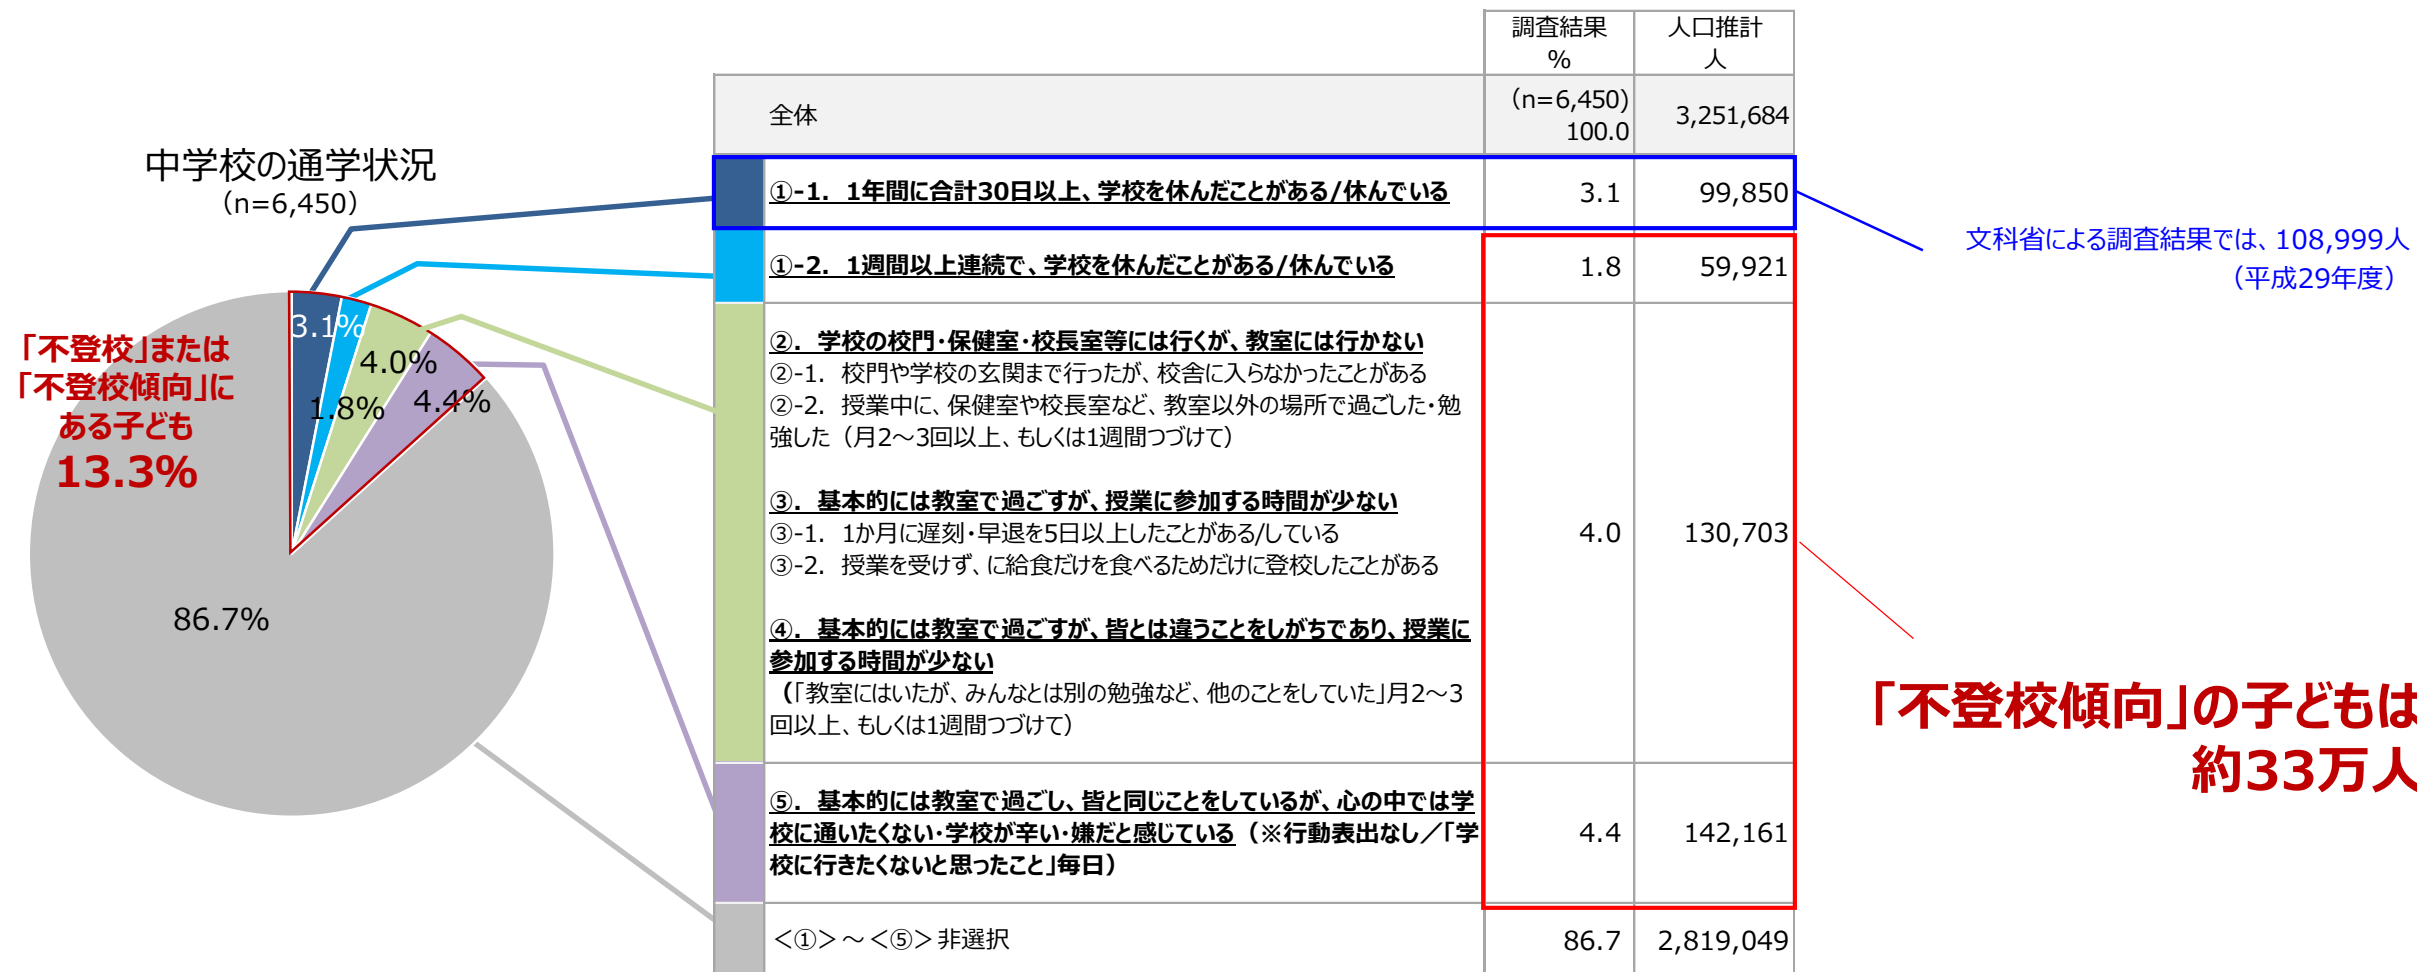 中学校の通学状況
（n=6,450）
「不登校」または
「不登校傾向」に
ある子ども
13.3%
3.1%
1.8%
4.0%
4.4%
86.7%
調査結果
%
人口推計
人
全体
（n=6,450）
100.0
3,251,684
①-1．1年間に合計30日以上、学校を休んだことがある/休んでいる
3.1
99,850
①-2．1週間以上連続で、学校を休んだことがある/休んでいる
1.8
59,921
②．学校の校門・保健室・校長室等には行くが、教室には行かない
②-1．校門や学校の玄関まで行ったが、校舎に入らなかったことがある
②-2．授業中に、保健室や校長室など、教室以外の場所で過ごした・勉
強した（月2～3回以上、もしくは1週間つづけて）
③．基本的には教室で過ごすが、授業に参加する時間が少ない
③-1．1か月に遅刻・早退を5日以上したことがある/している
③-2．授業を受けず、に給食だけを食べるためだけに登校したことがある
④．基本的には教室で過ごすが、皆とは違うことをしがちであり、授業に
参加する時間が少ない
（「教室にはいたが、みんなとは別の勉強など、他のことをしていた」月2～3
回以上、もしくは1週間つづけて）
4.0
130,703
⑤．基本的には教室で過ごし、皆と同じことをしているが、心の中では学
校に通いたくない・学校が辛い・嫌だと感じている（※行動表出なし／「学
校に行きたくないと思ったこと」毎日）
4.4
142,161
＜①＞～＜⑤＞非選択
86.7
2,819,049
文科省による調査結果では、108,999人
（平成29年度）
「不登校傾向」の子どもは
約33万人